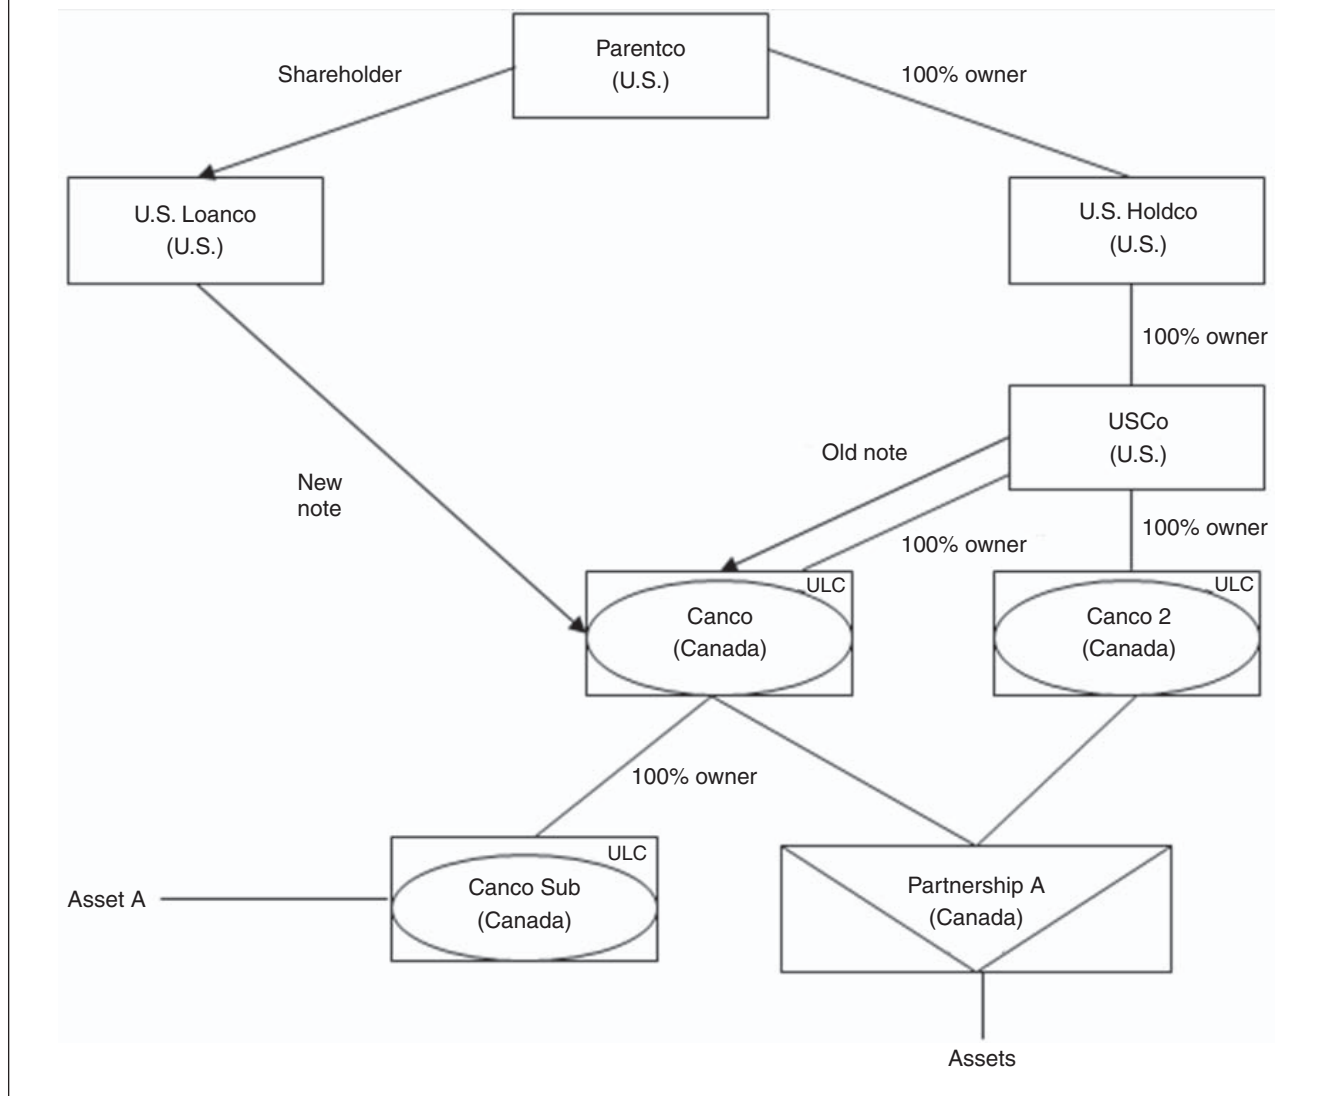 Parentco
(U.S.)
Shareholder
100% owner
U.S. Loanco
(U.S.)
U.S. Holdco
(U.S.)
100% owner
USCo
(U.S.)
Old note
New
note
100% owner
100% owner
ULC
Canco
(Canada)
ULC
Canco 2
(Canada)
100% owner
ULC
Canco Sub
(Canada)
Asset A
Partnership A
(Canada)
Assets